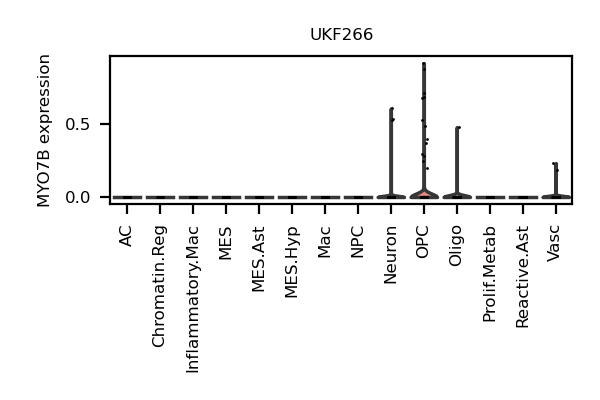 UKF266
MYO7B expression
0.5
0.0
AC
Chromatin.Reg
Inflammatory.Mac
MES
MES.Ast
MES.Hyp
Mac
NPC
Neuron
OPC
Oligo
Prolif.Metab
Reactive.Ast
Vasc